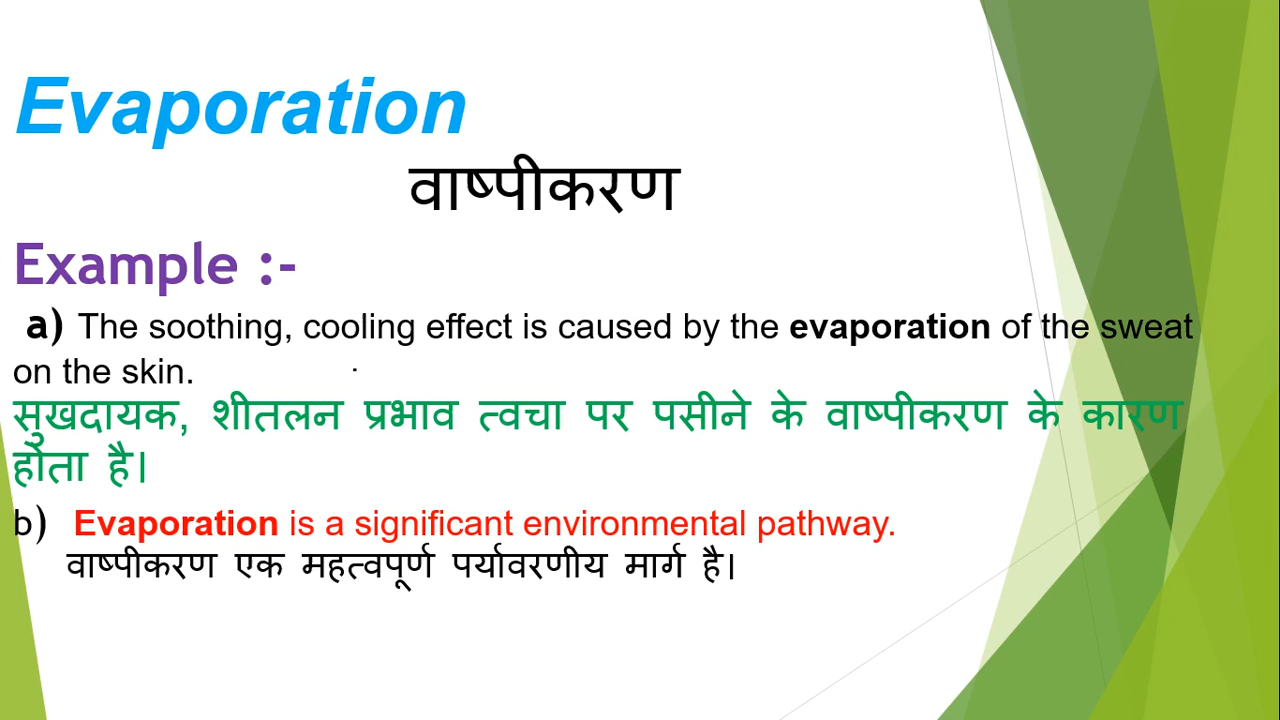 Evaporation
वाष्पीकरण
Example :-
a) The soothing, cooling effect is caused by the evaporation of the sweat
on the skin.
सुखदायक, शीतलन प्रभाव त्वचा पर पसीने के वाष्पीकरण के कारण
होता है।
b) Evaporation is a significant environmental pathway.
वाष्पीकरण एक महत्वपूर्ण पर्यावरणीय मार्ग है।